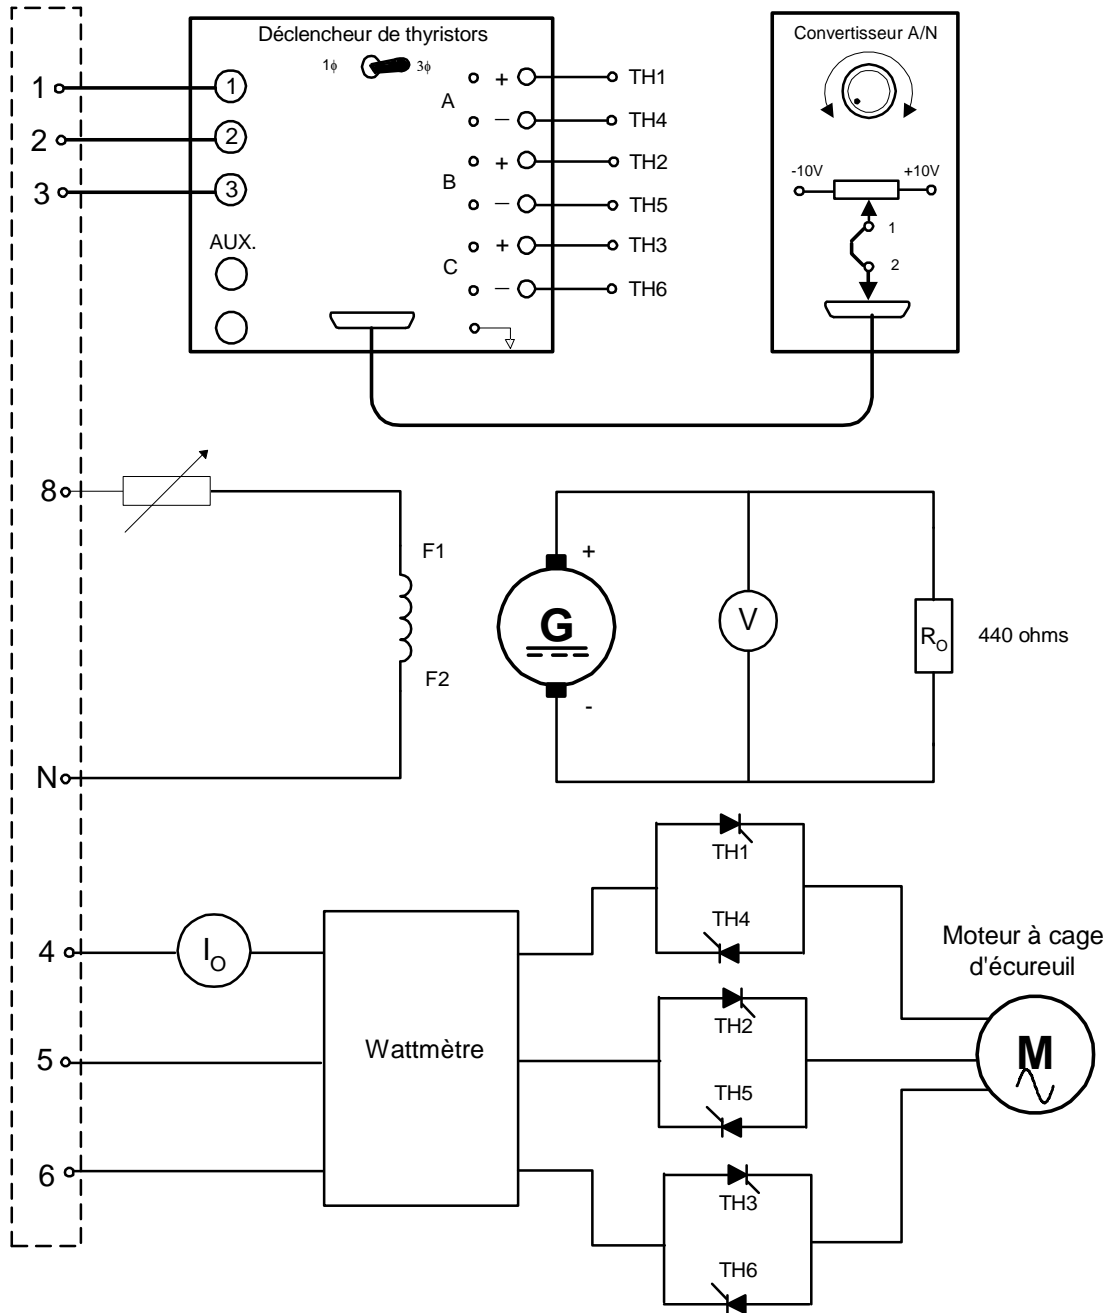 Déclencheur de thyristors
1ϕ
3ϕ
1
1
2
2
3
3
AUX.
A
+
TH1
−
TH4
B
+
TH2
−
TH5
C
+
TH3
−
TH6
Convertisseur A/N
-10V
+10V
1
2
8
F1
F2
N
+
G
-
V
RO
440 ohms
4
IO
5
6
Wattmètre
TH1
TH4
TH2
TH5
TH3
TH6
Moteur à cage
d'écureuil
M